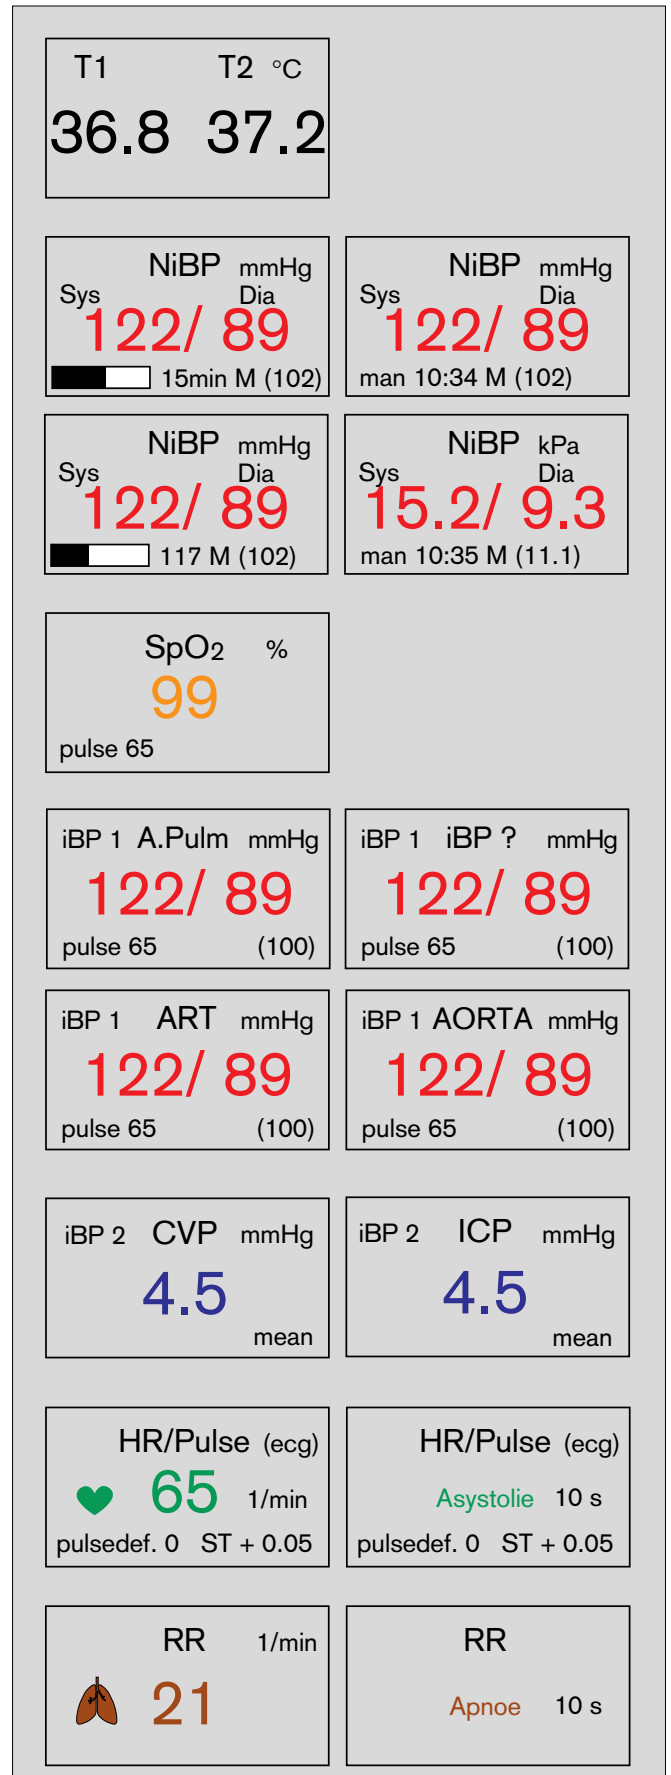 T1 T2 °C
36.8 37.2
NiBP mmHg
Sys Dia
122/ 89
15min M (102)
NiBP mmHg
Sys Dia
122/ 89
man 10:34 M (102)
NiBP mmHg
Sys Dia
122/ 89
117 M (102)
NiBP kPa
Sys Dia
15.2/ 9.3
man 10:35 M (11.1)
SpO2 %
99
pulse 65
iBP 1 A.Pulm mmHg
122/ 89
pulse 65 (100)
iBP 1 iBP ? mmHg
122/ 89
pulse 65 (100)
iBP 1 ART mmHg
122/ 89
pulse 65 (100)
iBP 1 AORTA mmHg
122/ 89
pulse 65 (100)
iBP 2 CVP mmHg
4.5
mean
iBP 2 ICP mmHg
4.5
mean
HR/Pulse (ecg)
65 1/min
pulsedef. 0 ST + 0.05
HR/Pulse (ecg)
Asystolie 10 s
pulsedef. 0 ST + 0.05
RR 1/min
21
RR
Apnoe 10 s